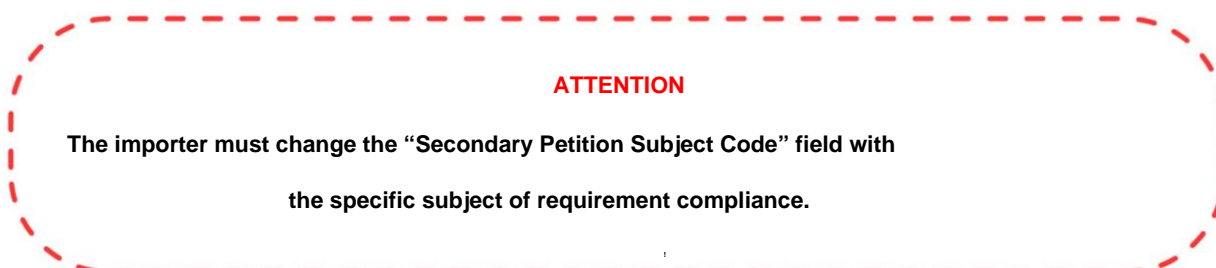 ATTENTION
The importer must change the “Secondary Petition Subject Code” field with
the specific subject of requirement compliance.